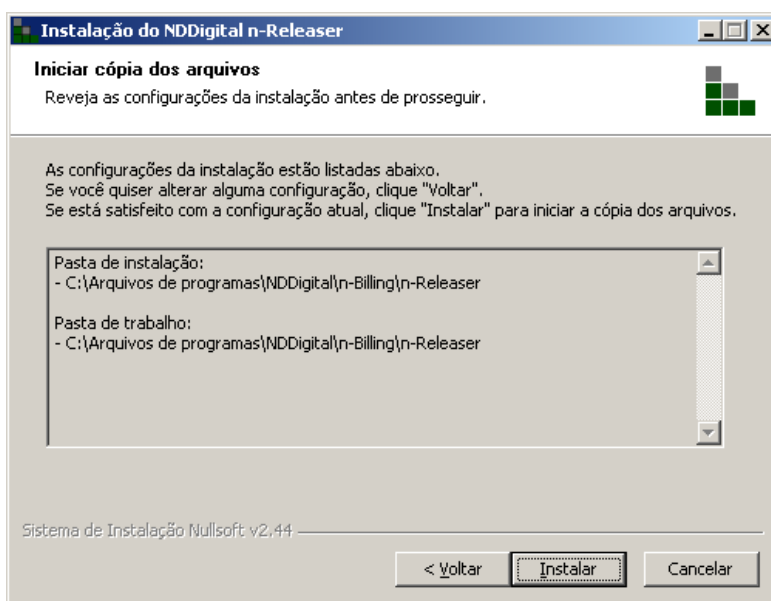 Instalação do NDDigital n-Releaser
Iniciar cópia dos arquivos
Reveja as configurações da instalação antes de prosseguir.
As configurações da instalação estão listadas abaixo.
Se você quiser alterar alguma configuração, clique "Voltar".
Se está satisfeito com a configuração atual, clique "Instalar" para iniciar a cópia dos arquivos.
Pasta de instalação:
- C:\Arquivos de programas\NDDigital\n-Billing\n-Releaser
Pasta de trabalho:
- C:\Arquivos de programas\NDDigital\n-Billing\n-Releaser
Sistema de Instalação Nullsoft v2.44
< Voltar Instalar Cancelar